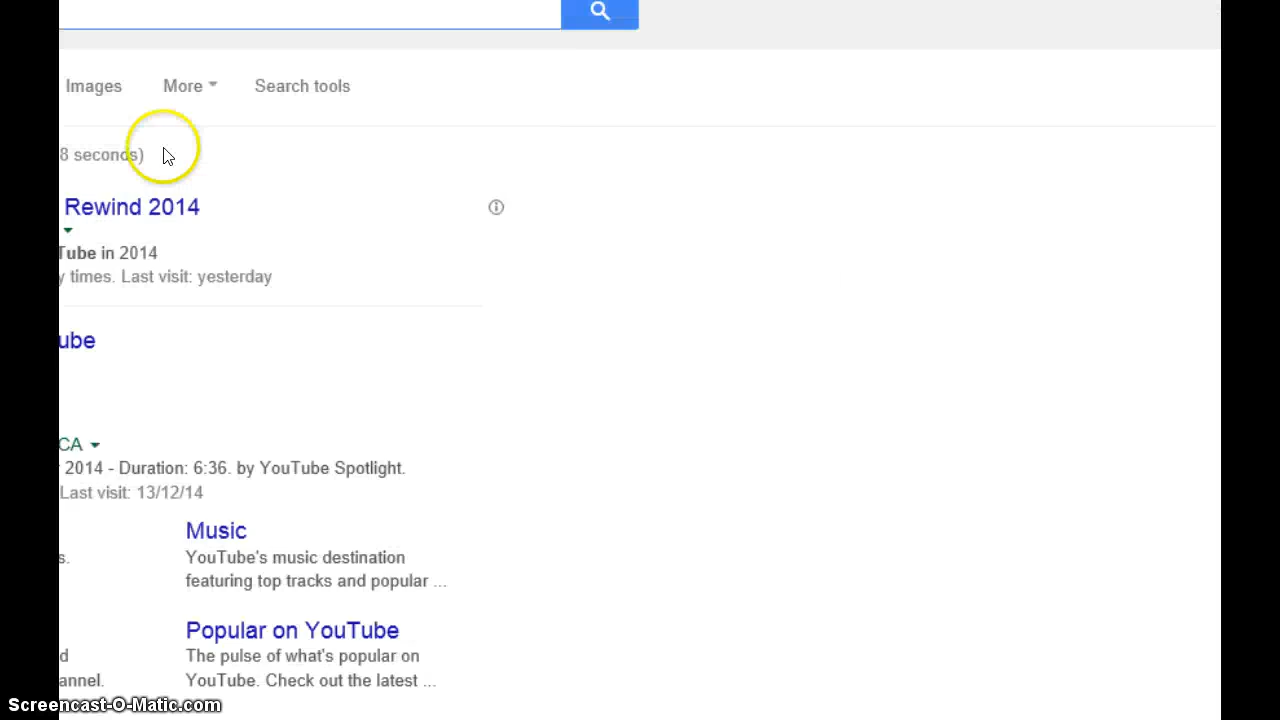 Images More Search tools
8 seconds)
Rewind 2014
Tube in 2014
y times. Last visit: yesterday
ube
CA
2014 - Duration: 6:36. by YouTube Spotlight.
Last visit: 13/12/14
Music
s. YouTube's music destination
featuring top tracks and popular ...
Popular on YouTube
d The pulse of what's popular on
annel. YouTube. Check out the latest ...
Screencast-O-Matic.com